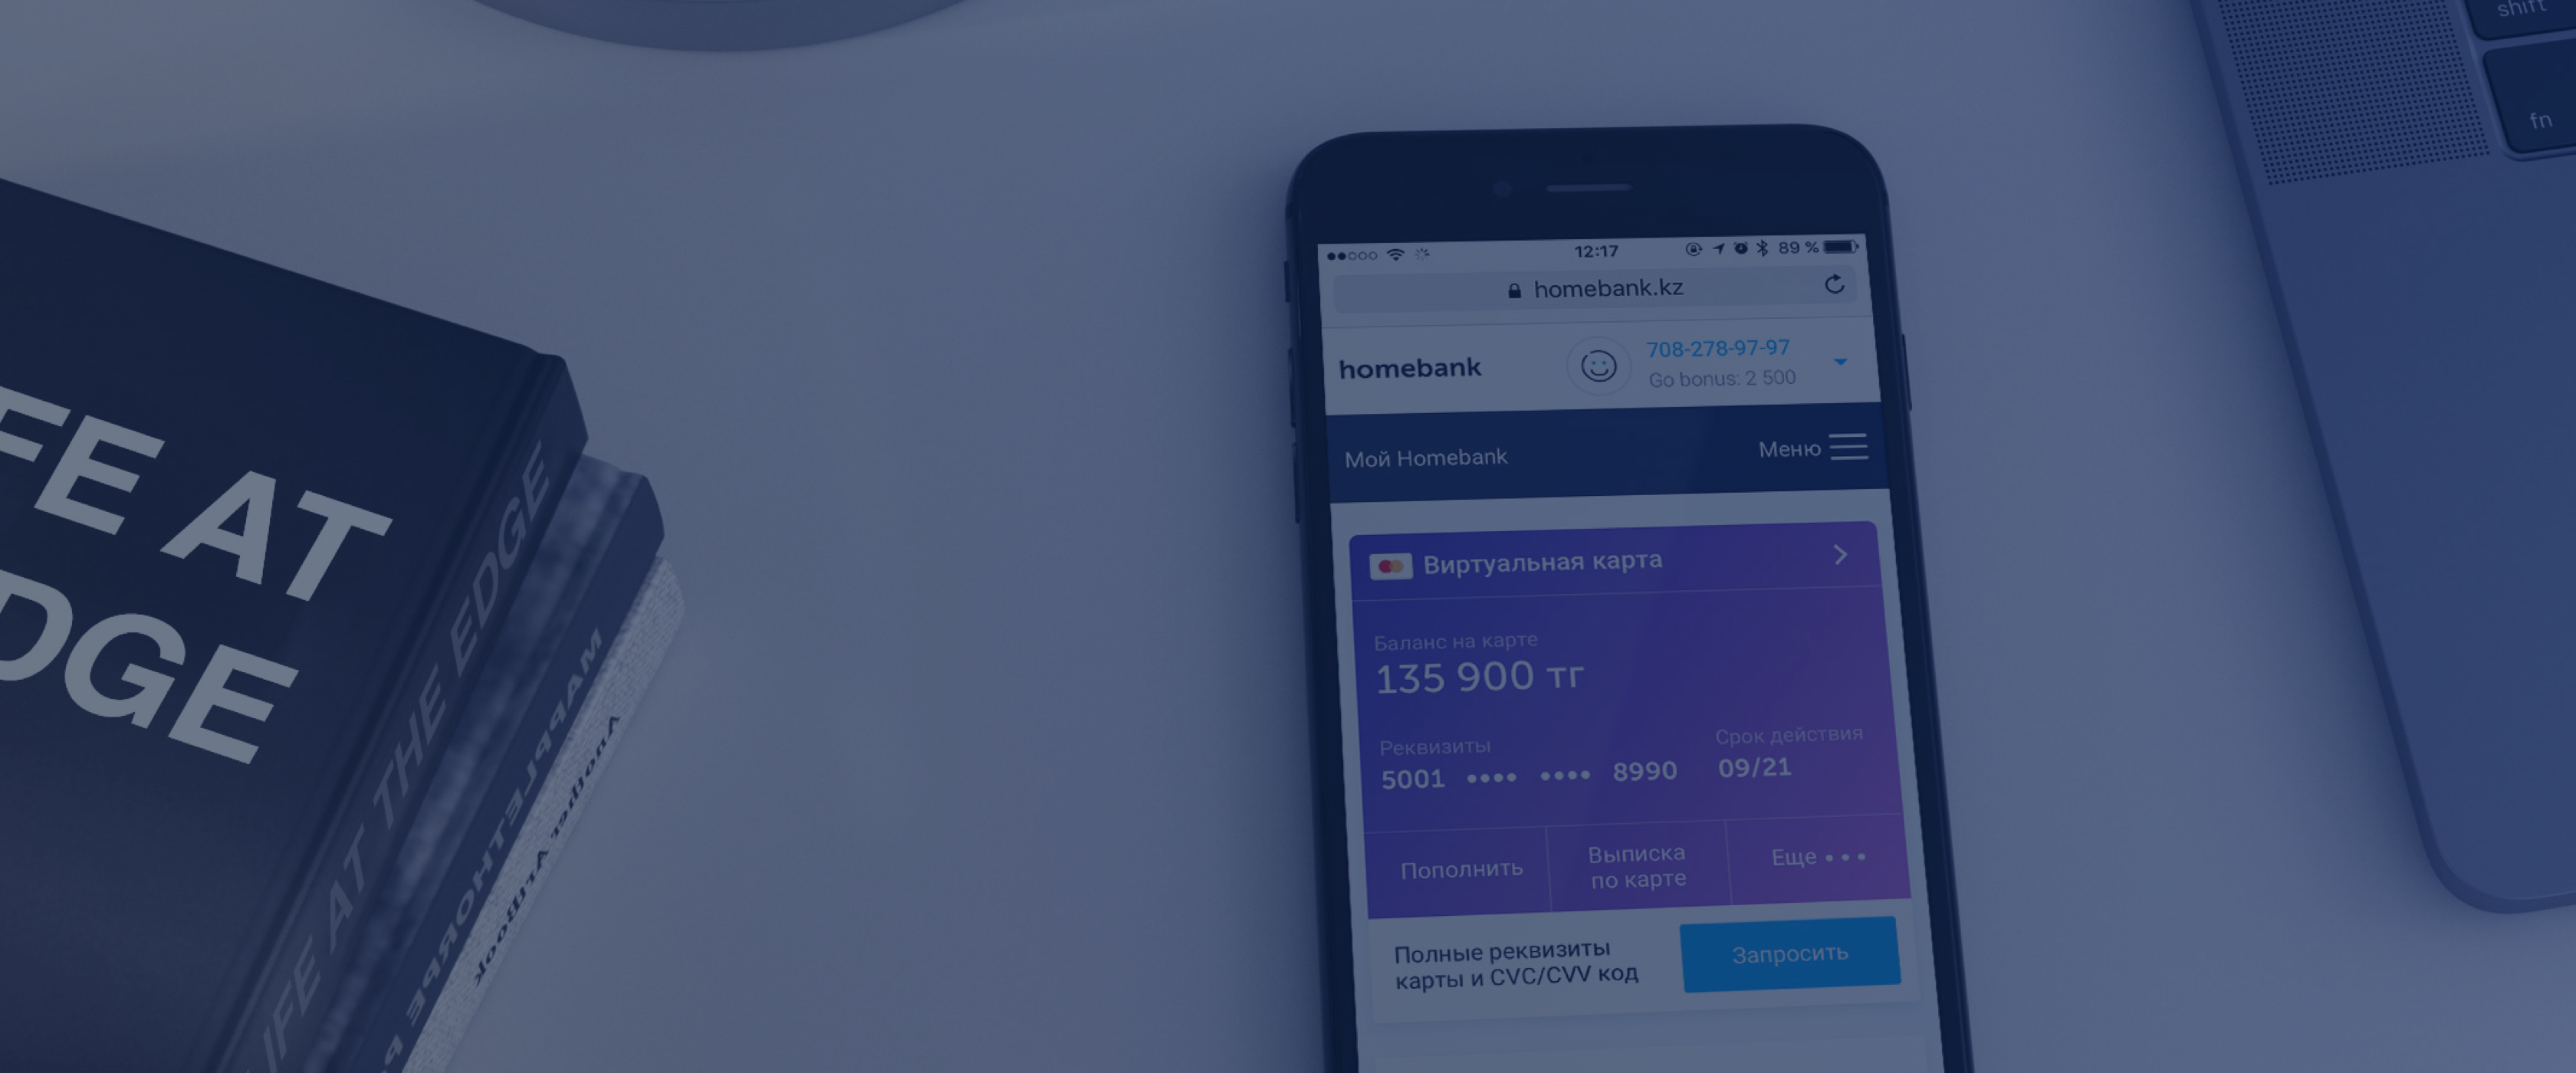 FE AT
DGE
LIFE AT THE EDGE
12:17
89 %
homebank.kz
homebank
708-278-97-97
Go bonus: 2 500
Мой Homebank
Меню
Виртуальная карта
Баланс на карте
135 900 тг
Реквизиты
Срок действия
5001 •••• •••• 8990
09/21
Пополнить
Выписка
по карте
Еще •••
Полные реквизиты
карты и CVC/CVV код
Запросить
shift
fn